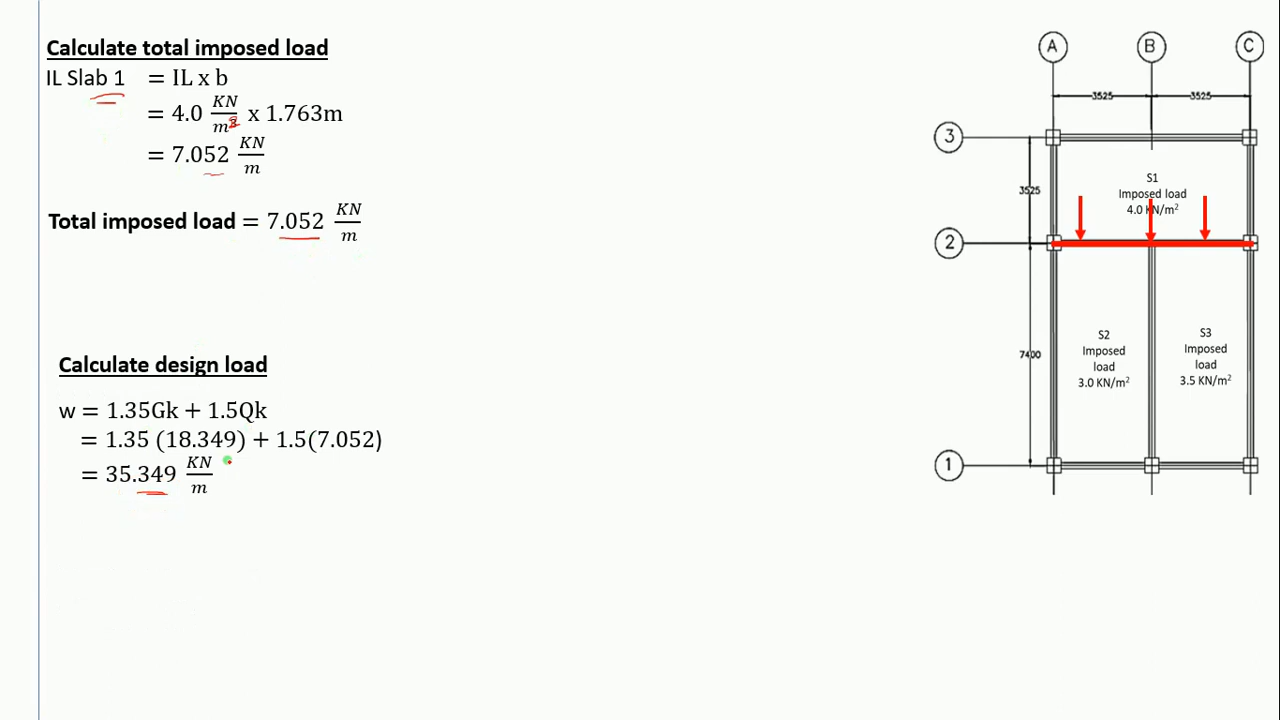 Calculate total imposed load
IL Slab 1 = IL x b
= 4.0 KN/m² x 1.763m
= 7.052 KN/m
Total imposed load = 7.052 KN/m
Calculate design load
w = 1.35Gk + 1.5Qk
= 1.35 (18.349) + 1.5(7.052)
= 35.349 KN/m
A
B
C
3525
3525
3
3525
S1
Imposed load
4.0 KN/m²
2
7400
S2
Imposed
load
3.0 KN/m²
S3
Imposed
load
3.5 KN/m²
1